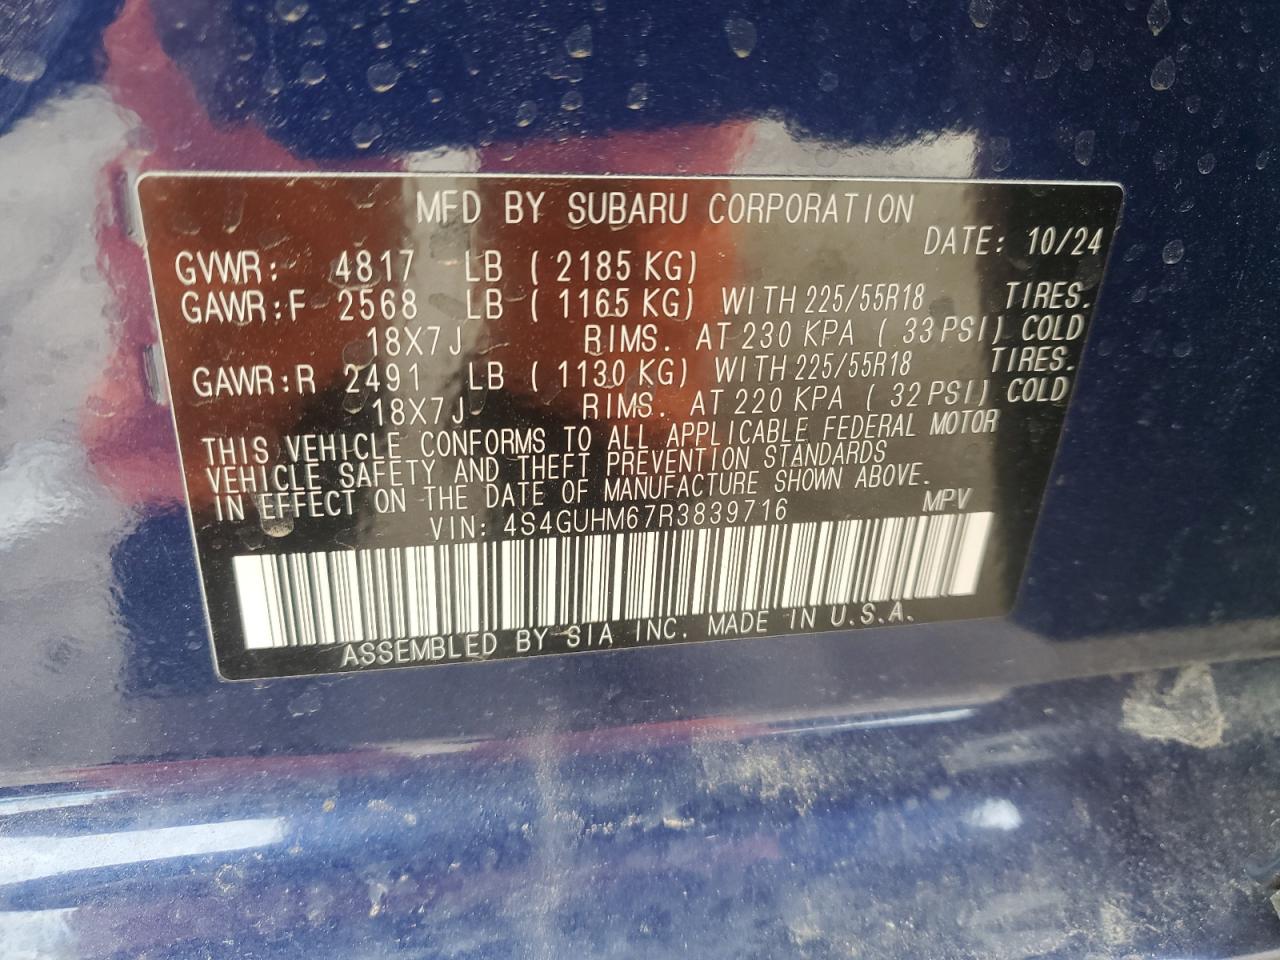 MFD BY SUBARU CORPORATION
DATE: 10/24
GVWR: 4817 LB ( 2185 KG)
GAWR:F 2568 LB ( 1165 KG) WITH 225/55R18 TIRES.
18X7J RIMS. AT 230 KPA ( 33 PSI) COLD
GAWR:R 2491 LB ( 1130 KG) WITH 225/55R18 TIRES.
18X7J RIMS. AT 220 KPA ( 32 PSI) COLD
THIS VEHICLE CONFORMS TO ALL APPLICABLE FEDERAL MOTOR
VEHICLE SAFETY AND THEFT PREVENTION STANDARDS
IN EFFECT ON THE DATE OF MANUFACTURE SHOWN ABOVE.
VIN: 4S4GUHM67R3839716 MPV
ASSEMBLED BY SIA INC. MADE IN U.S.A.